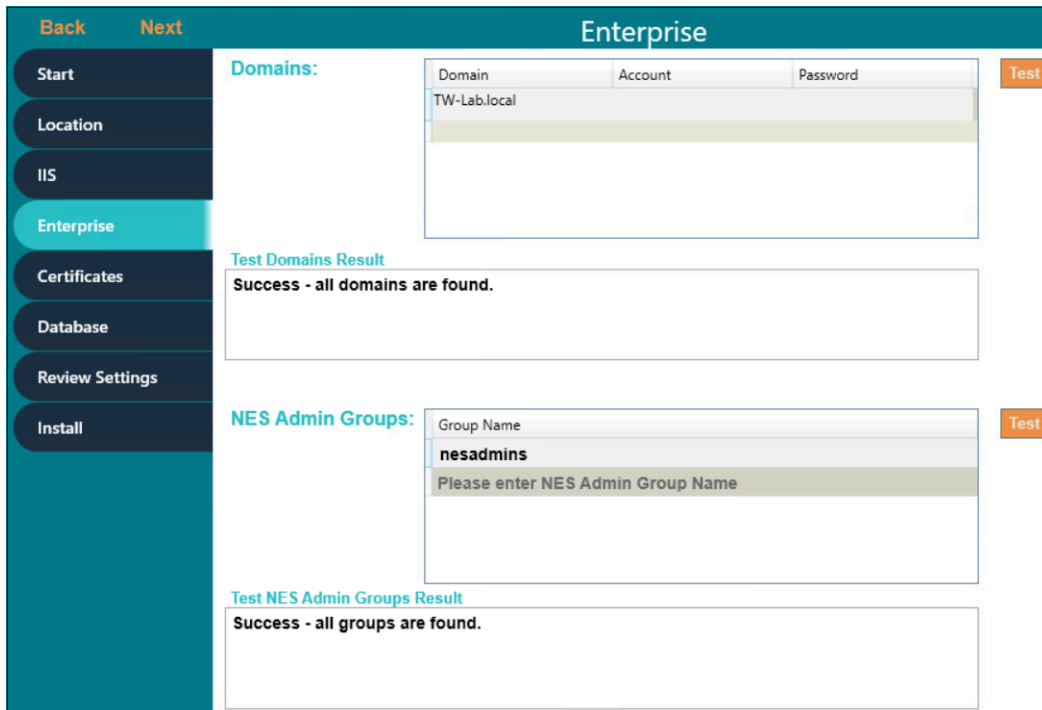 Back Next Enterprise
Start
Location
IIS
Enterprise
Certificates
Database
Review Settings
Install
Domains:
Domain Account Password
TW-Lab.local
Test
Test Domains Result
Success - all domains are found.
NES Admin Groups:
Group Name
nesadmins
Please enter NES Admin Group Name
Test
Test NES Admin Groups Result
Success - all groups are found.